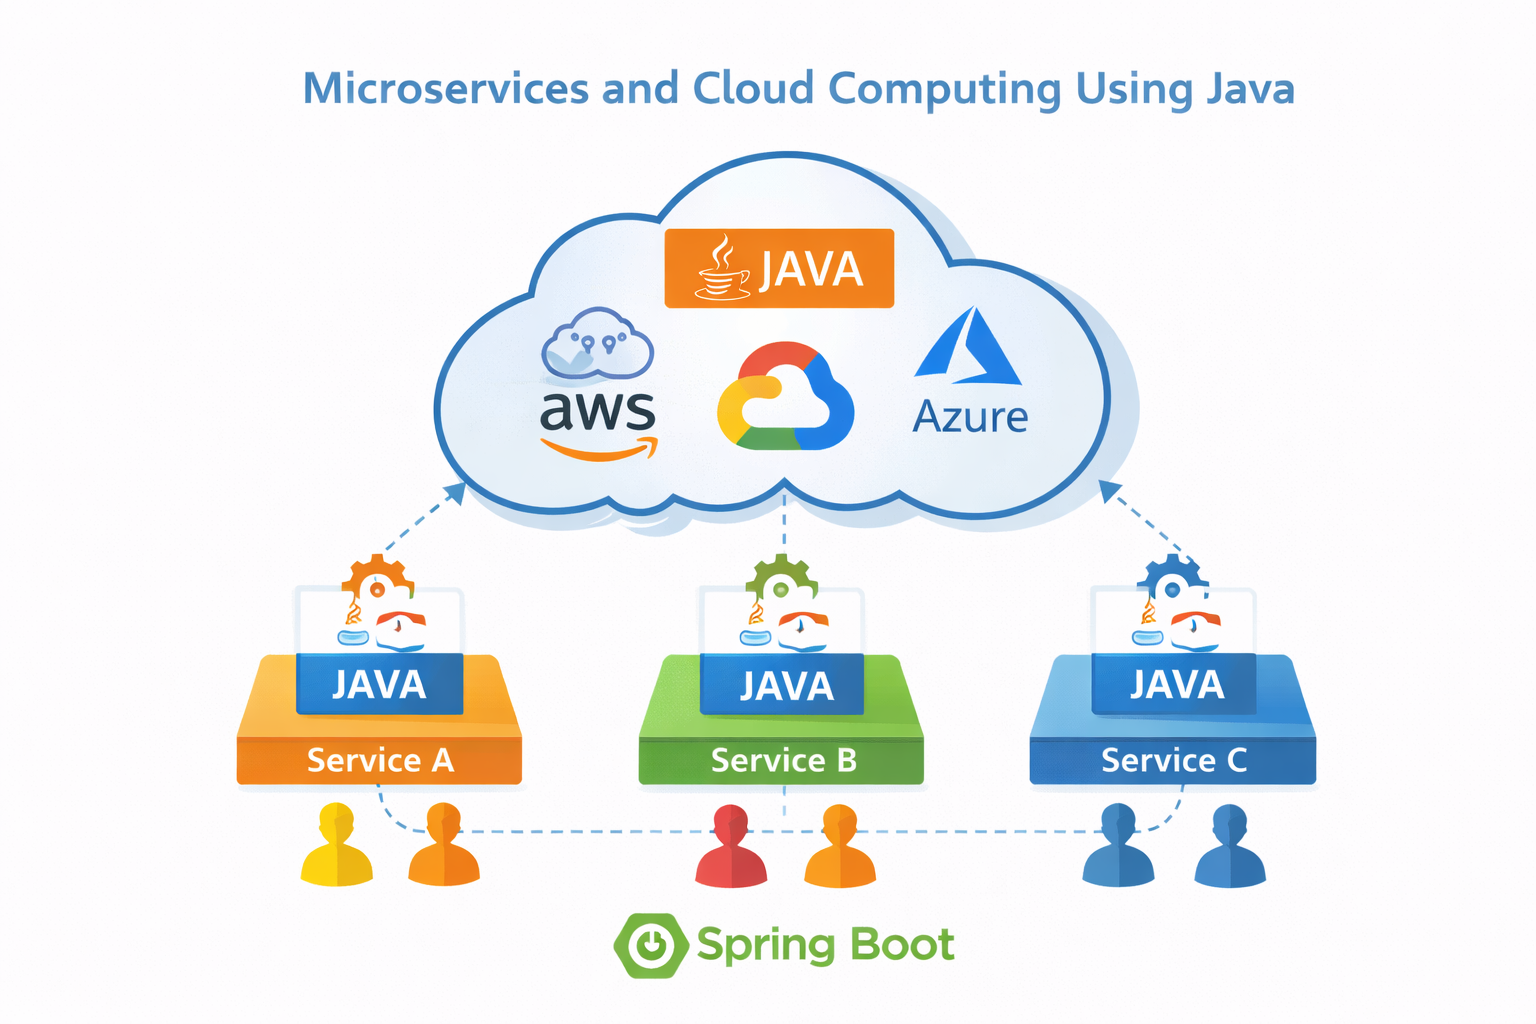 Microservices and Cloud Computing Using Java
JAVA
aws
Azure
JAVA
JAVA
JAVA
Service A
Service B
Service C
Spring Boot